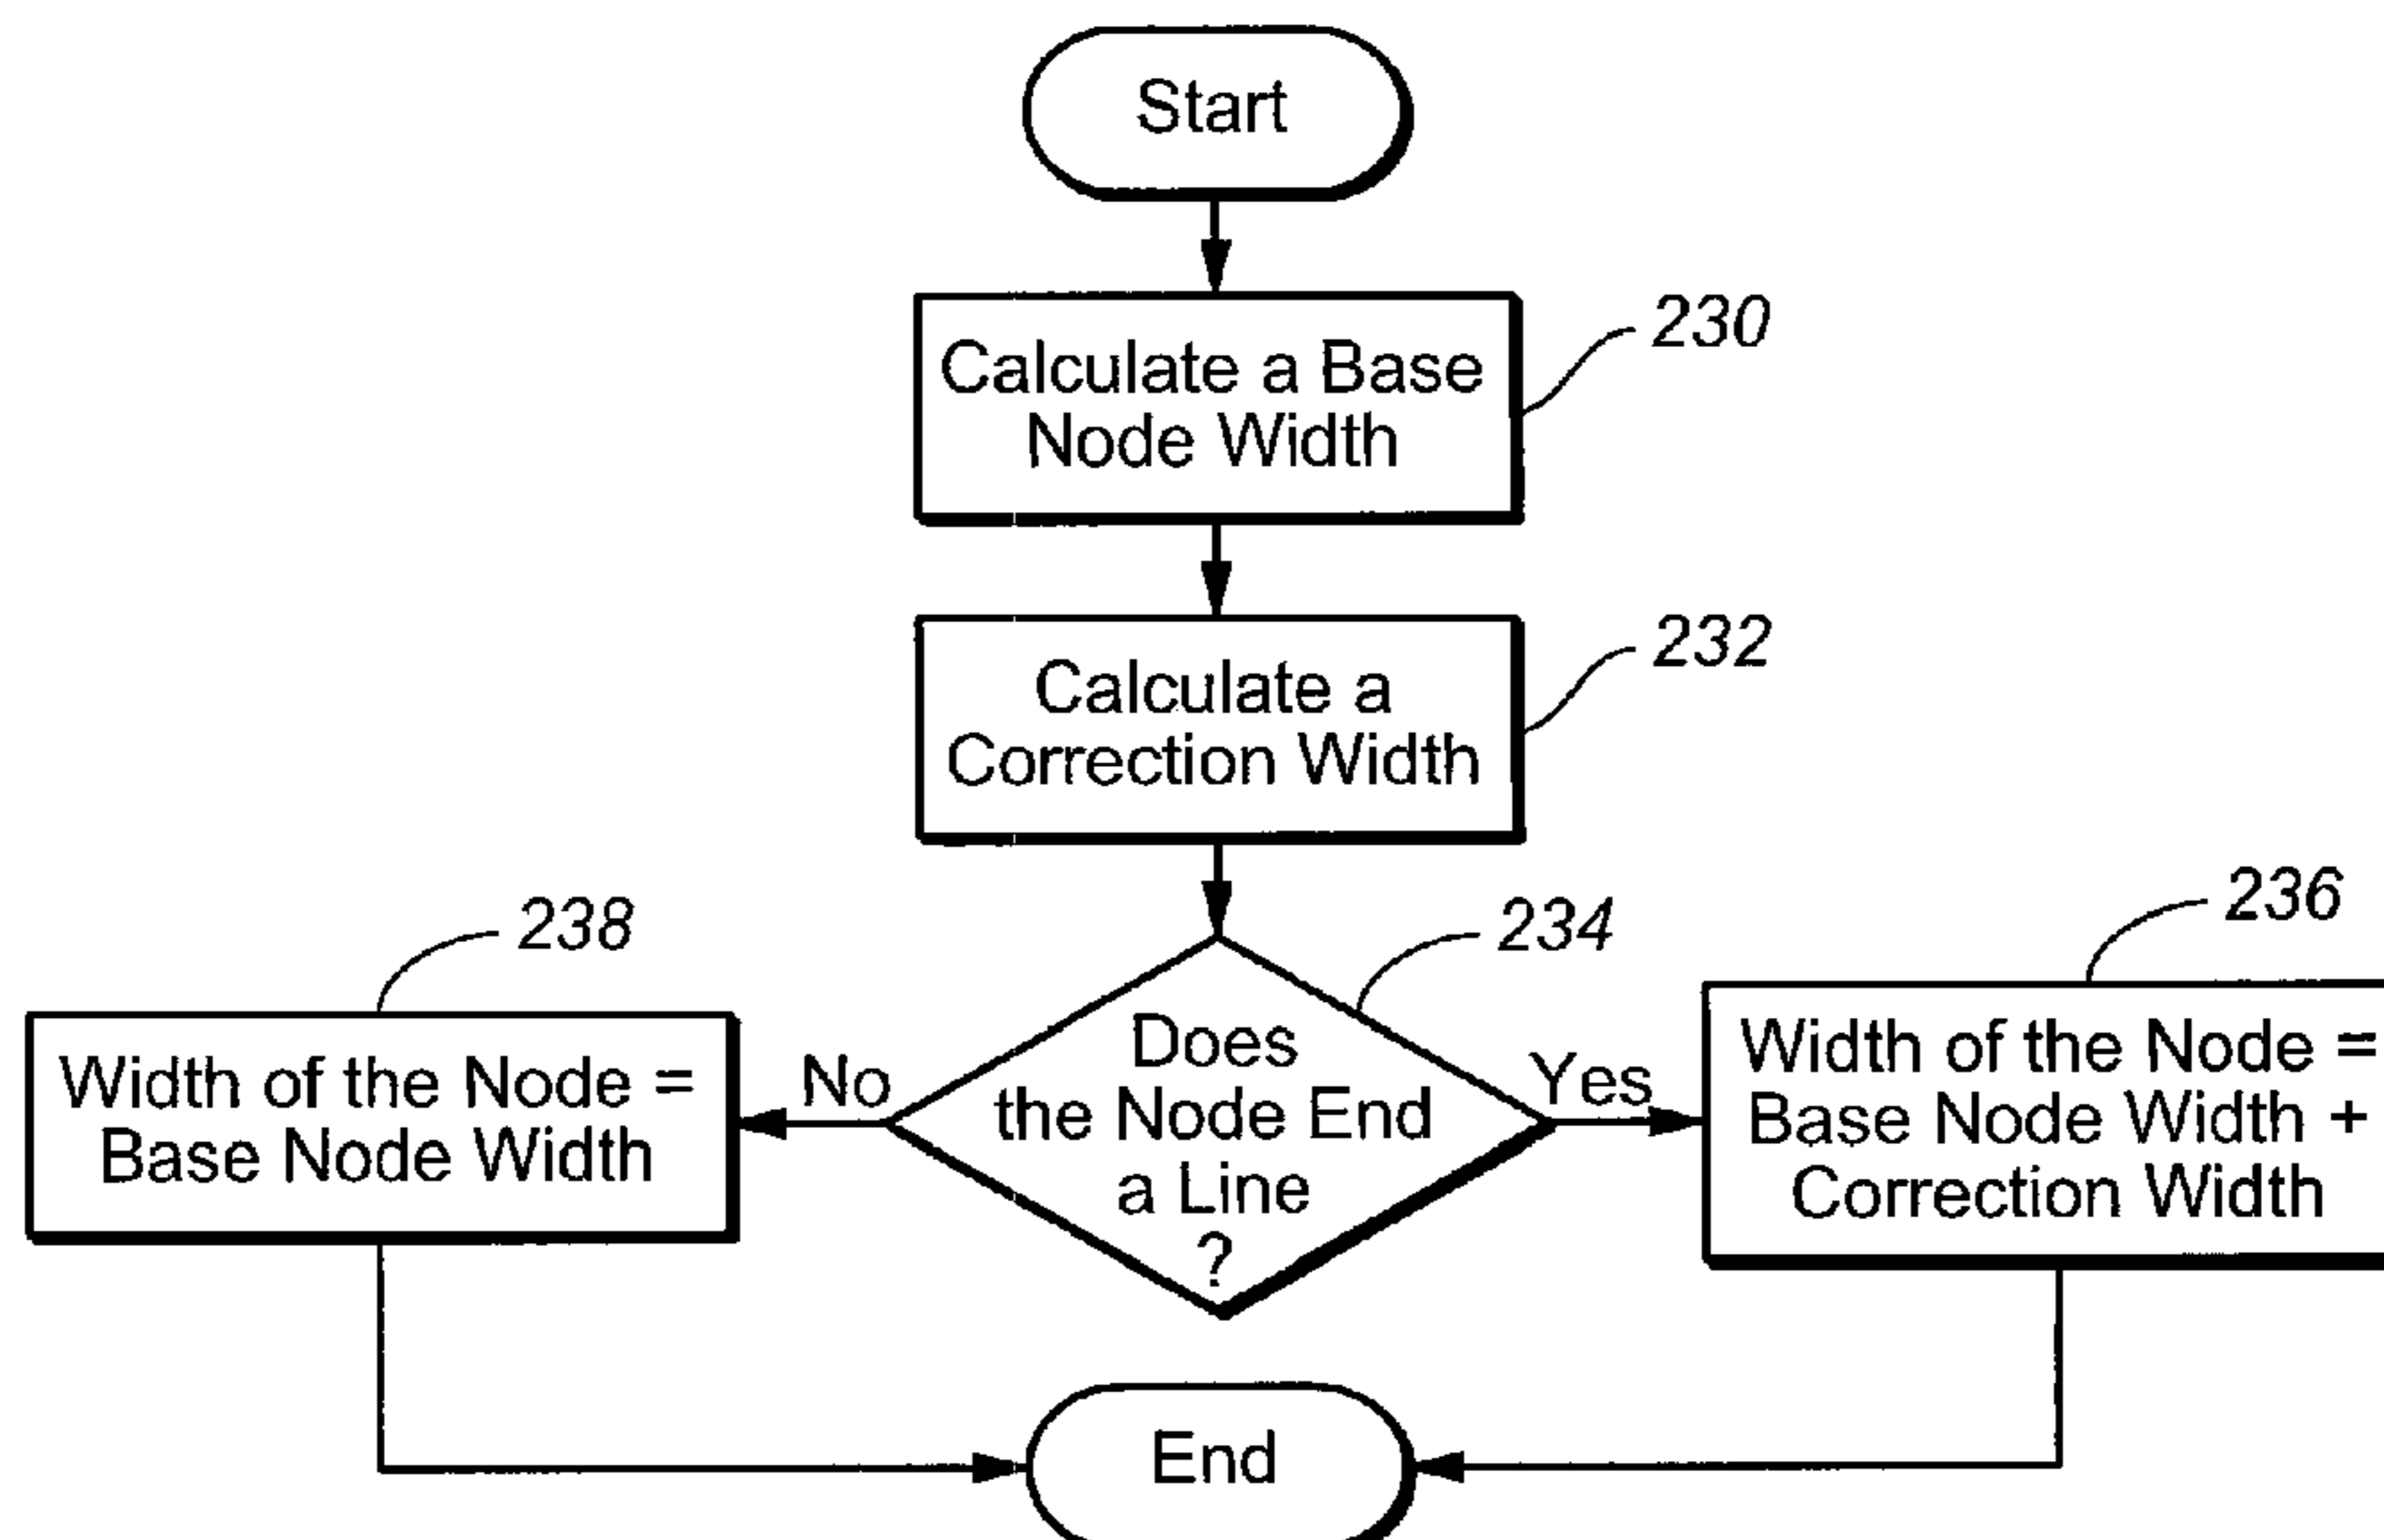 Start
Calculate a Base
Node Width
230
Calculate a
Correction Width
232
238
234
236
Width of the Node =
Base Node Width
No
Does
the Node End
a Line
?
Yes
Width of the Node =
Base Node Width +
Correction Width
End